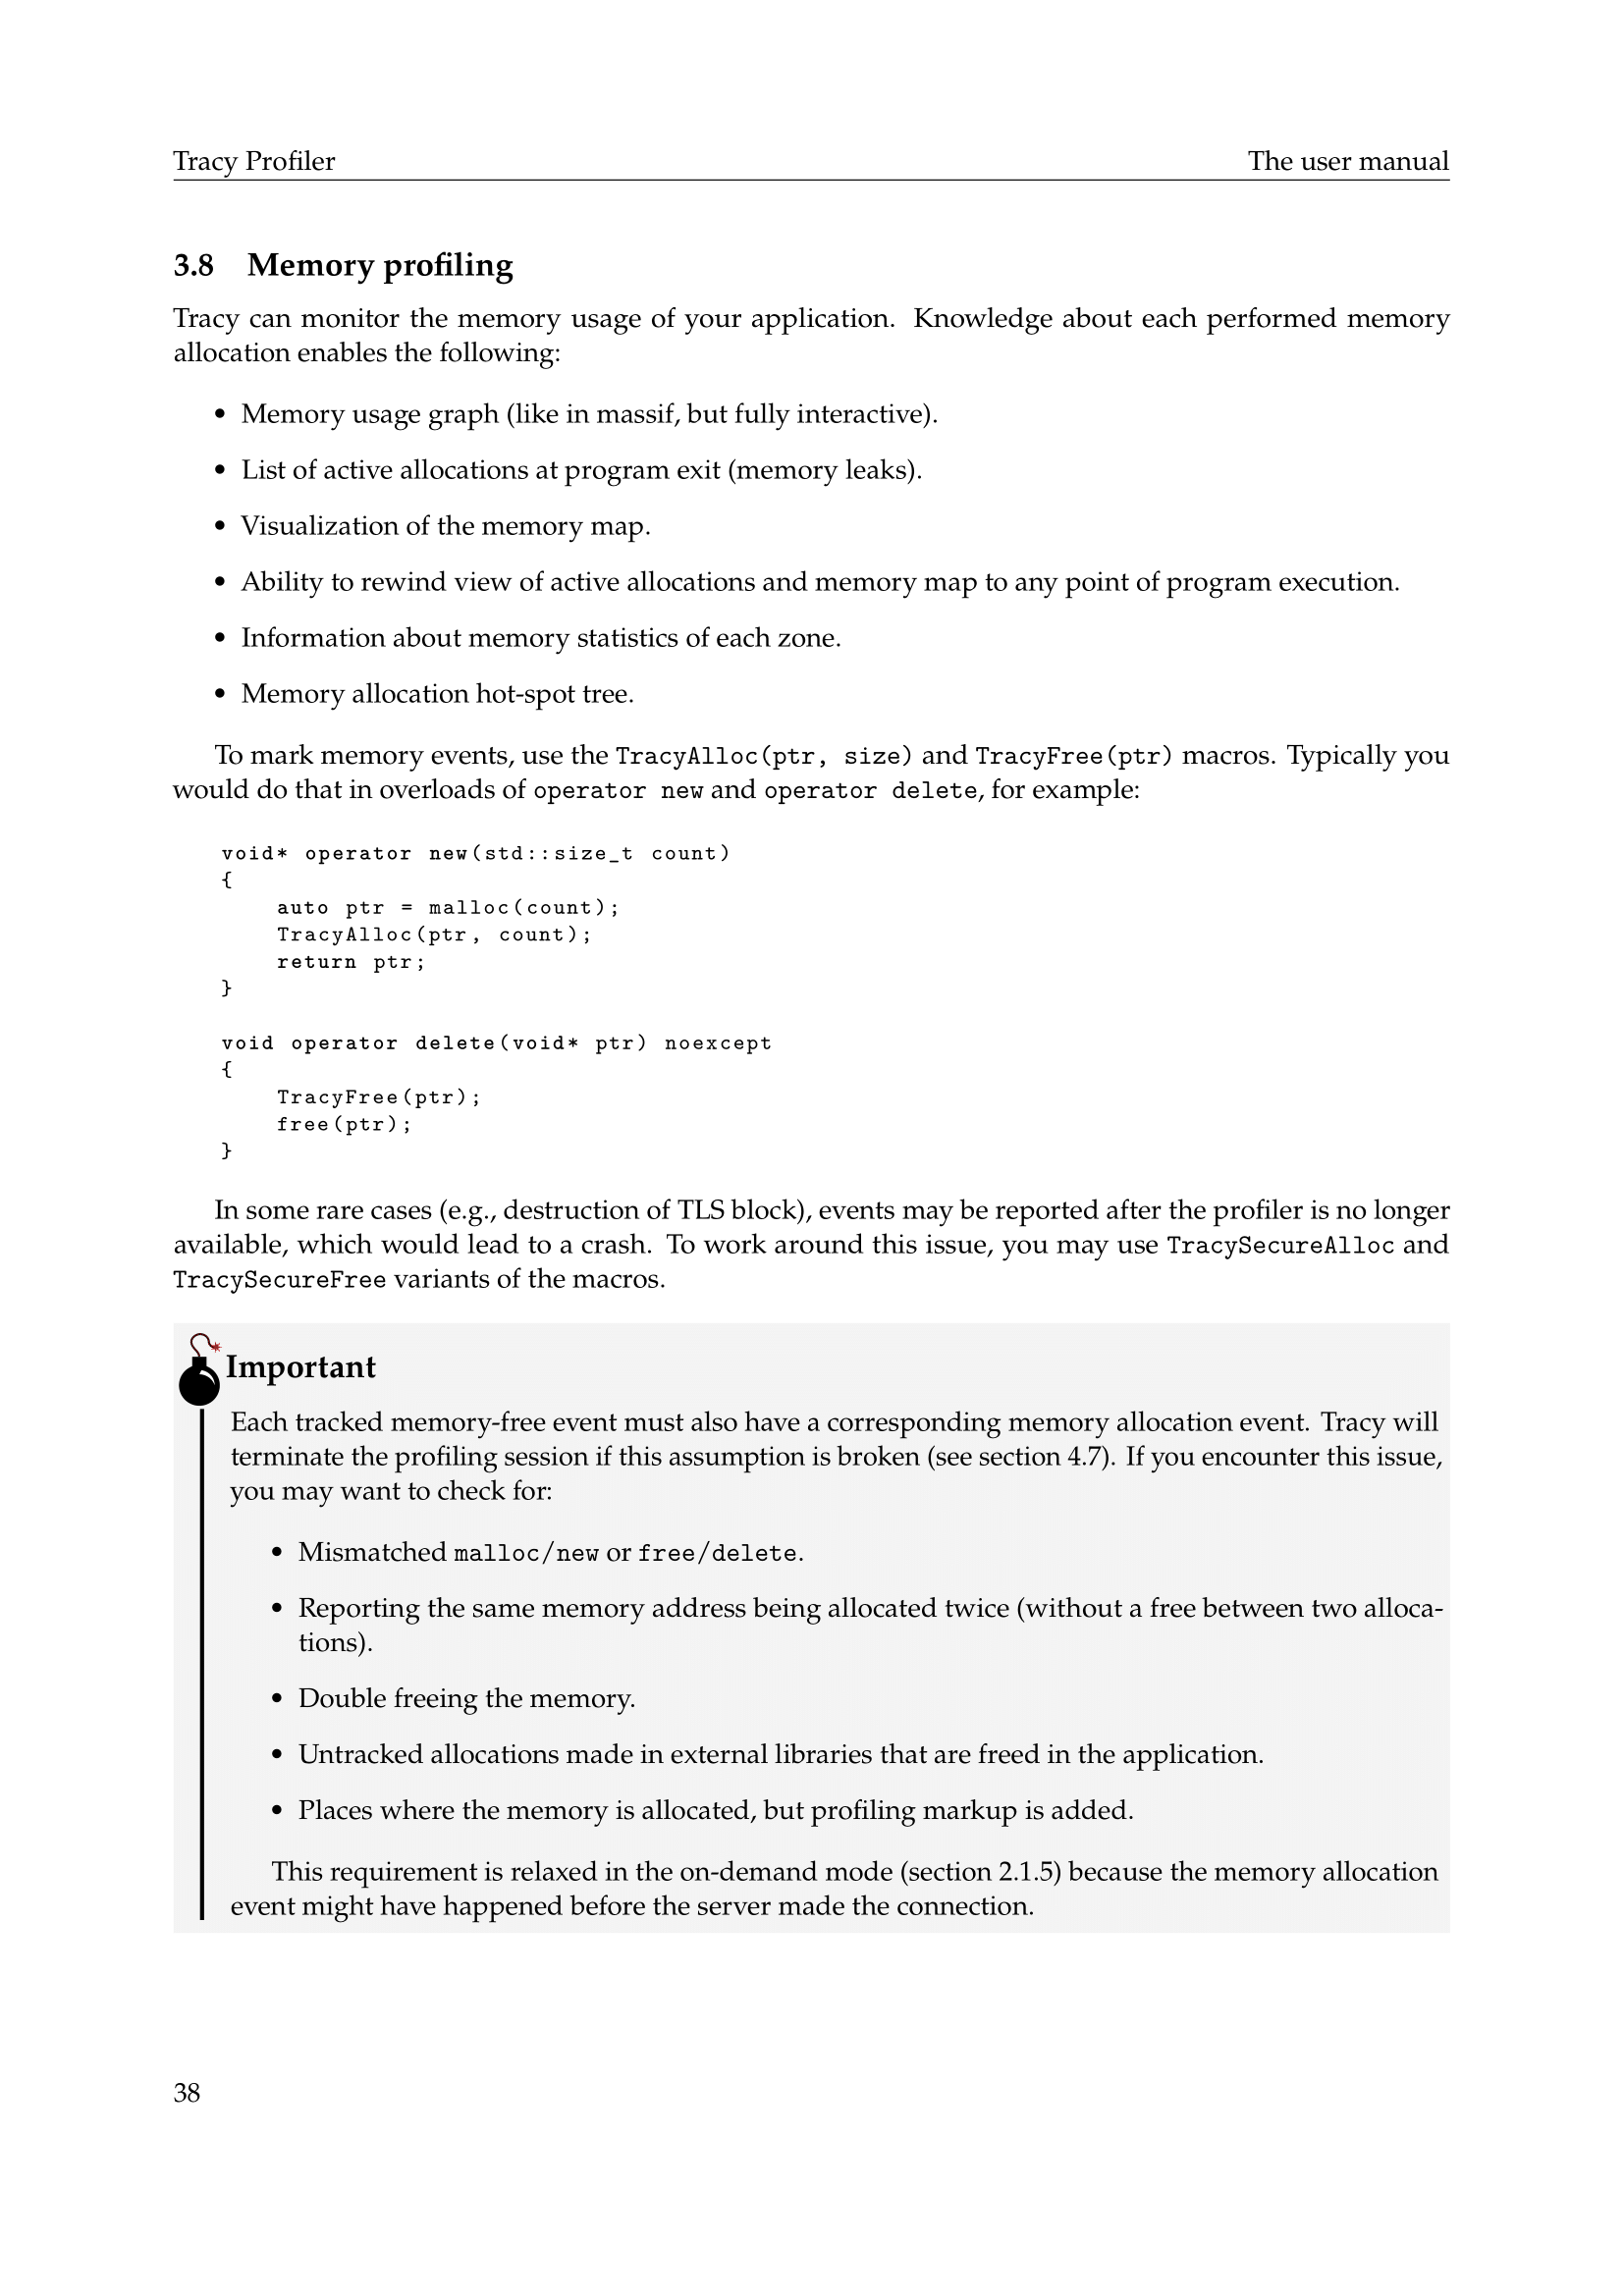 Tracy Profiler The user manual
3.8 Memory profiling
Tracy can monitor the memory usage of your application. Knowledge about each performed memory
allocation enables the following:
• Memory usage graph (like in massif, but fully interactive).
• List of active allocations at program exit (memory leaks).
• Visualization of the memory map.
• Ability to rewind view of active allocations and memory map to any point of program execution.
• Information about memory statistics of each zone.
• Memory allocation hot-spot tree.
To mark memory events, use the TracyAlloc(ptr, size) and TracyFree(ptr) macros. Typically you
would do that in overloads of operator new and operator delete, for example:
void* operator new(std::size_t count)
{
    auto ptr = malloc(count);
    TracyAlloc(ptr, count);
    return ptr;
}
void operator delete(void* ptr) noexcept
{
    TracyFree(ptr);
    free(ptr);
}
In some rare cases (e.g., destruction of TLS block), events may be reported after the profiler is no longer
available, which would lead to a crash. To work around this issue, you may use TracySecureAlloc and
TracySecureFree variants of the macros.
Important
Each tracked memory-free event must also have a corresponding memory allocation event. Tracy will
terminate the profiling session if this assumption is broken (see section 4.7). If you encounter this issue,
you may want to check for:
• Mismatched malloc/new or free/delete.
• Reporting the same memory address being allocated twice (without a free between two alloca-
tions).
• Double freeing the memory.
• Untracked allocations made in external libraries that are freed in the application.
• Places where the memory is allocated, but profiling markup is added.
This requirement is relaxed in the on-demand mode (section 2.1.5) because the memory allocation
event might have happened before the server made the connection.
38